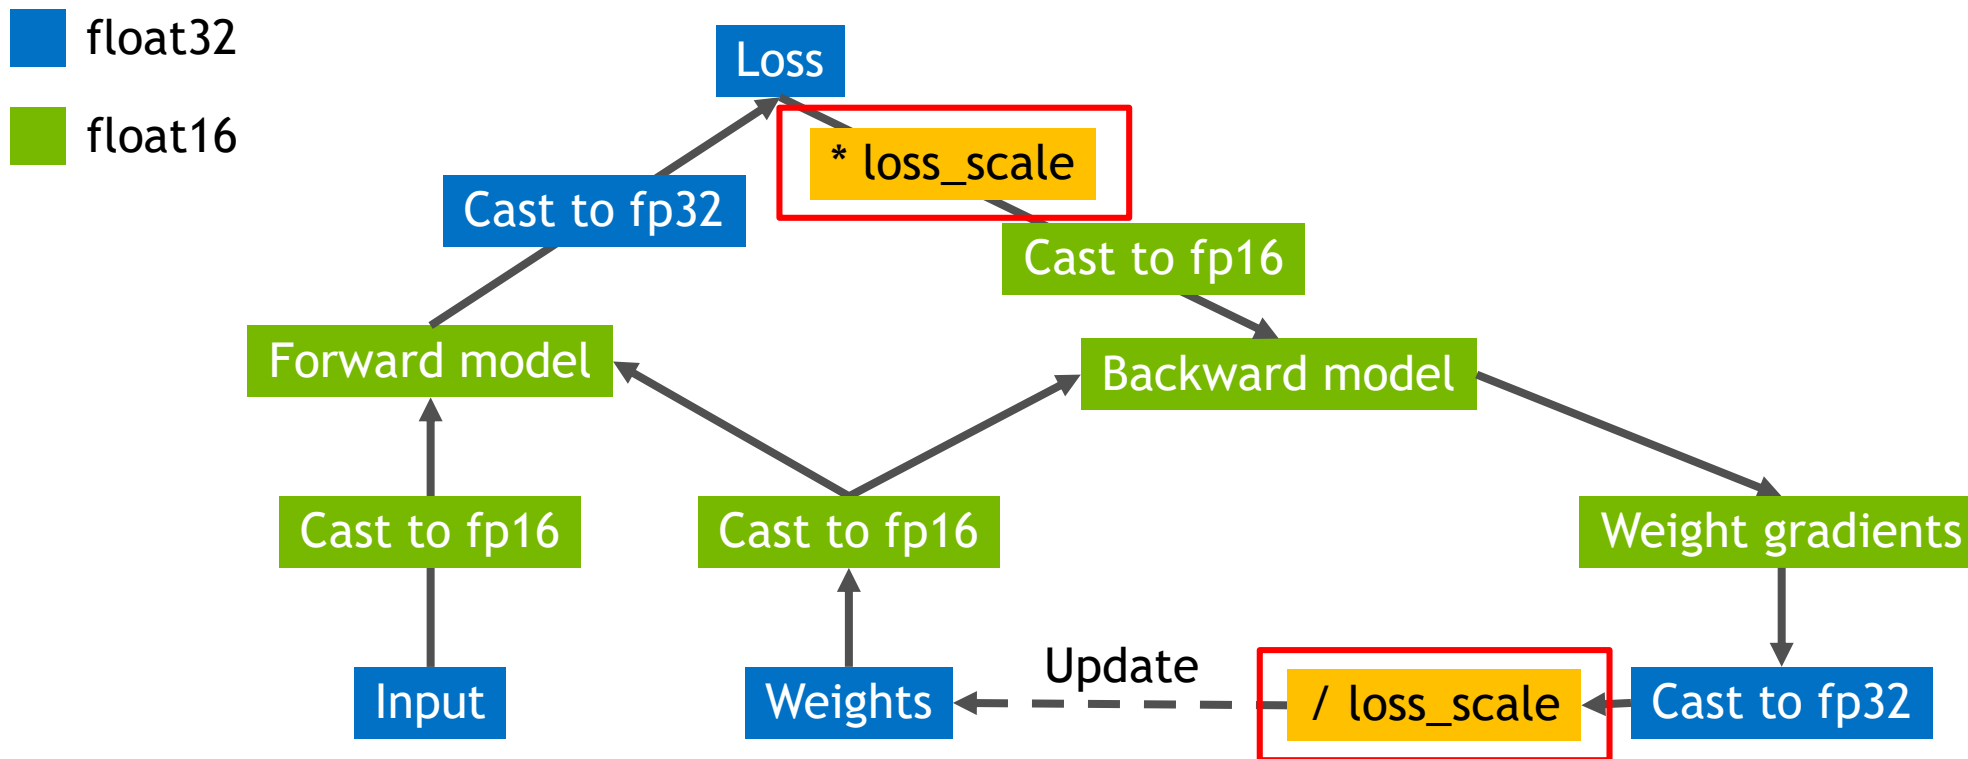 float32
float16
Loss
* loss_scale
Cast to fp32
Cast to fp16
Forward model
Backward model
Cast to fp16
Cast to fp16
Weight gradients
Input
Weights
Update
/ loss_scale
Cast to fp32